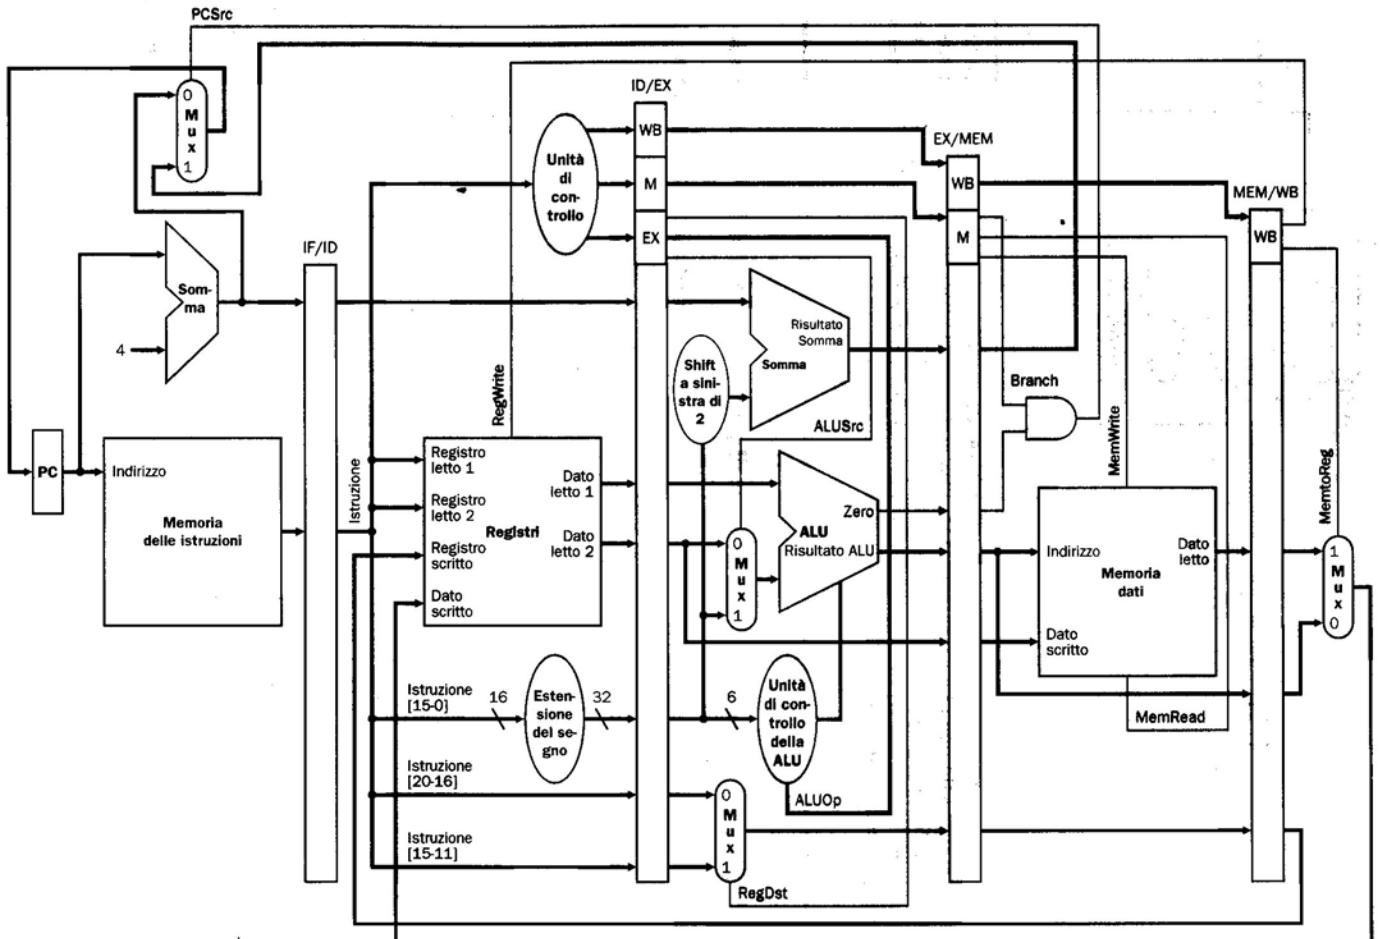 PCSrc
0
M
u
x
1
ID/EX
WB
M
EX
Unità
di
con-
trollo
EX/MEM
WB
M
MEM/WB
WB
IF/ID
Som-
ma
4
Risultato
Somma
Somma
Shift
a sini-
stra di
2
RegWrite
Branch
ALUSrc
MemWrite
MemtoReg
PC
Indirizzo
Memoria
delle istruzioni
Istruzione
Registro
letto 1
Registro
letto 2
Registro
scritto
Dato
scritto
Registri
Dato
letto 1
Dato
letto 2
0
M
u
x
1
Zero
ALU
Risultato ALU
Indirizzo
Memoria
dati
Dato
letto
Dato
scritto
1
M
u
x
0
Istruzione
[15-0]
16
Esten-
sione
del se-
gno
32
6
Unità
di con-
trollo
della
ALU
MemRead
Istruzione
[20-16]
ALUOp
0
M
u
x
1
Istruzione
[15-11]
RegDst